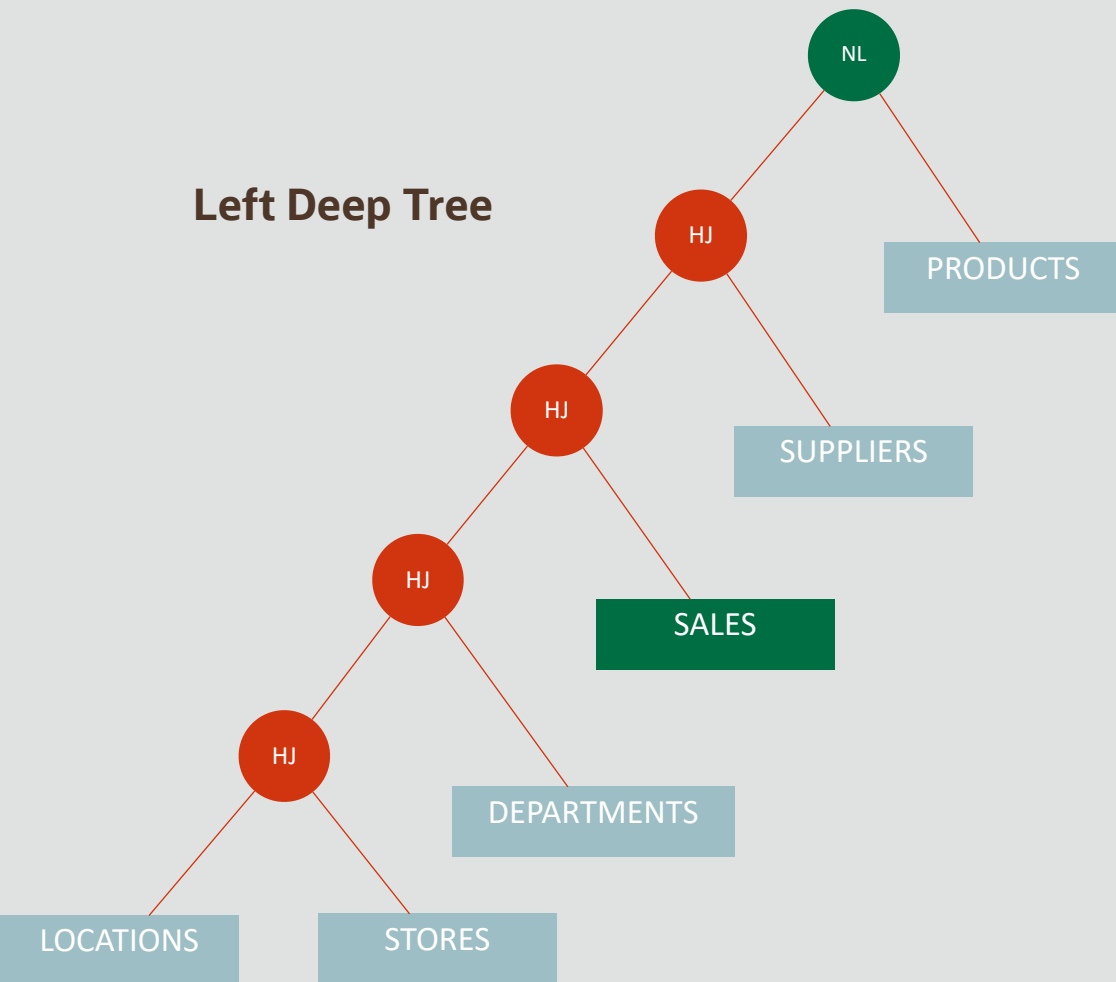 NL
Left Deep Tree
HJ
PRODUCTS
HJ
SUPPLIERS
HJ
SALES
HJ
DEPARTMENTS
LOCATIONS
STORES